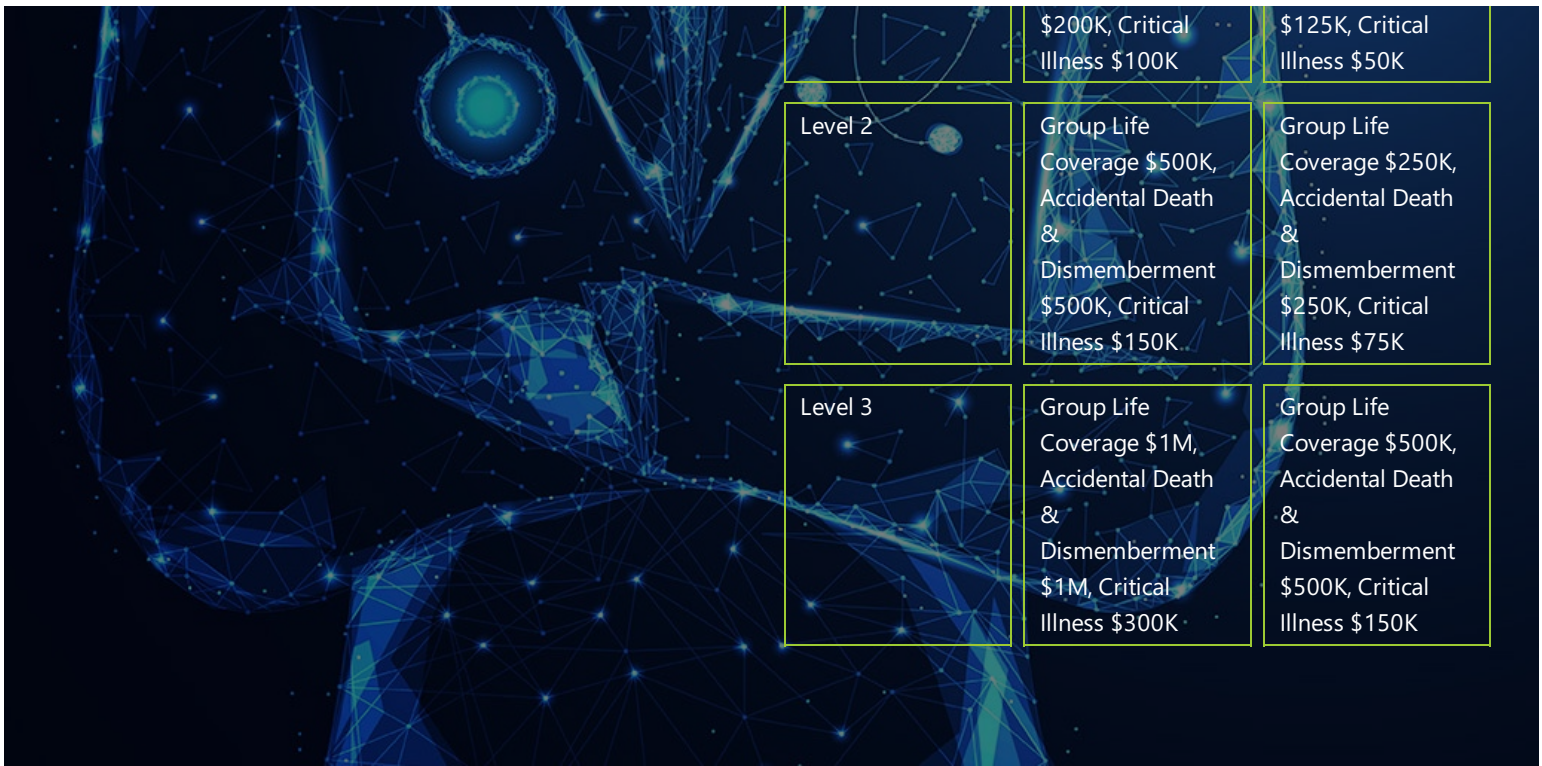 $200K, Critical
Illness $100K
$125K, Critical
Illness $50K
Level 2
Group Life
Coverage $500K,
Accidental Death
&
Dismemberment
$500K, Critical
Illness $150K
Group Life
Coverage $250K,
Accidental Death
&
Dismemberment
$250K, Critical
Illness $75K
Level 3
Group Life
Coverage $1M,
Accidental Death
&
Dismemberment
$1M, Critical
Illness $300K
Group Life
Coverage $500K,
Accidental Death
&
Dismemberment
$500K, Critical
Illness $150K